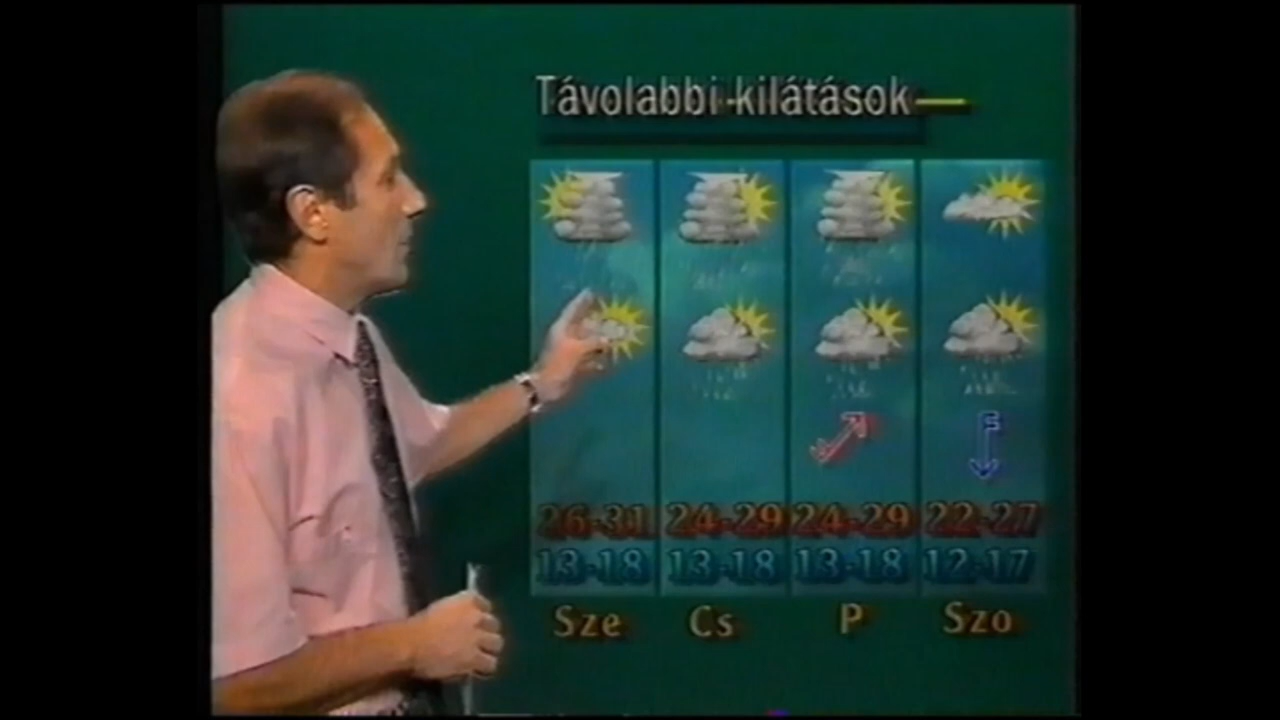 Távolabbi kilátások
26-31 24-29 24-29 22-27
13-18 13-18 13-18 12-17
Sze Cs P Szo